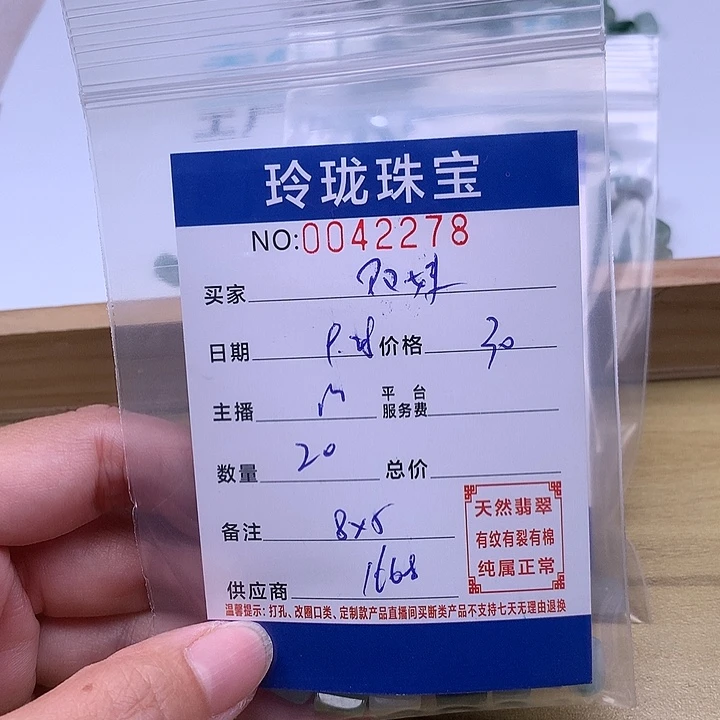 玲珑珠宝
NO:0042278
买家
日期 价格 30
主播 平台服务费
数量 20 总价
备注 8x6
供应商 1668
天然翡翠
有纹有裂有棉
纯属正常
温馨提示:打孔、改圈口类、定制款产品直播间买断类产品不支持七天无理由退换